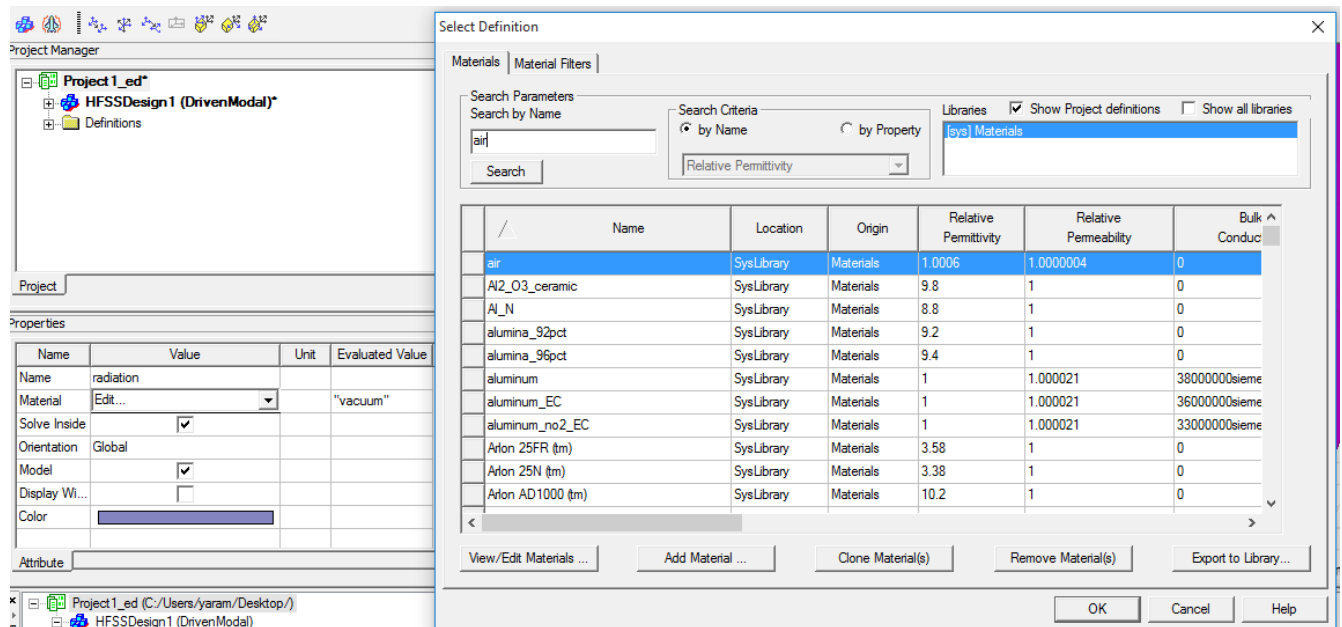 Project Manager
Project1_ed*
HFSSDesign1 (DrivenModal)*
Definitions
Project
Properties
Name Value Unit Evaluated Value
Name radiation
Material Edit... "vacuum"
Solve Inside
Orientation Global
Model
Display Wi...
Color
Attribute
Project1_ed (C:/Users/yaram/Desktop/)
HFSSDesign1 (DrivenModal)
Select Definition
Materials Material Filters
Search Parameters
Search by Name
air
Search
Search Criteria
by Name by Property
Relative Permittivity
Libraries Show Project definitions Show all libraries
[sys] Materials
Name Location Origin Relative Permittivity Relative Permeability Bulk Conduct
air SysLibrary Materials 1.0006 1.0000004 0
Al2_O3_ceramic SysLibrary Materials 9.8 1 0
Al_N SysLibrary Materials 8.8 1 0
alumina_92pct SysLibrary Materials 9.2 1 0
alumina_96pct SysLibrary Materials 9.4 1 0
aluminum SysLibrary Materials 1 1.000021 38000000sieme
aluminum_EC SysLibrary Materials 1 1.000021 36000000sieme
aluminum_no2_EC SysLibrary Materials 1 1.000021 33000000sieme
Arlon 25FR (tm) SysLibrary Materials 3.58 1 0
Arlon 25N (tm) SysLibrary Materials 3.38 1 0
Arlon AD1000 (tm) SysLibrary Materials 10.2 1 0
View/Edit Materials ... Add Material ... Clone Material(s) Remove Material(s) Export to Library...
OK Cancel Help